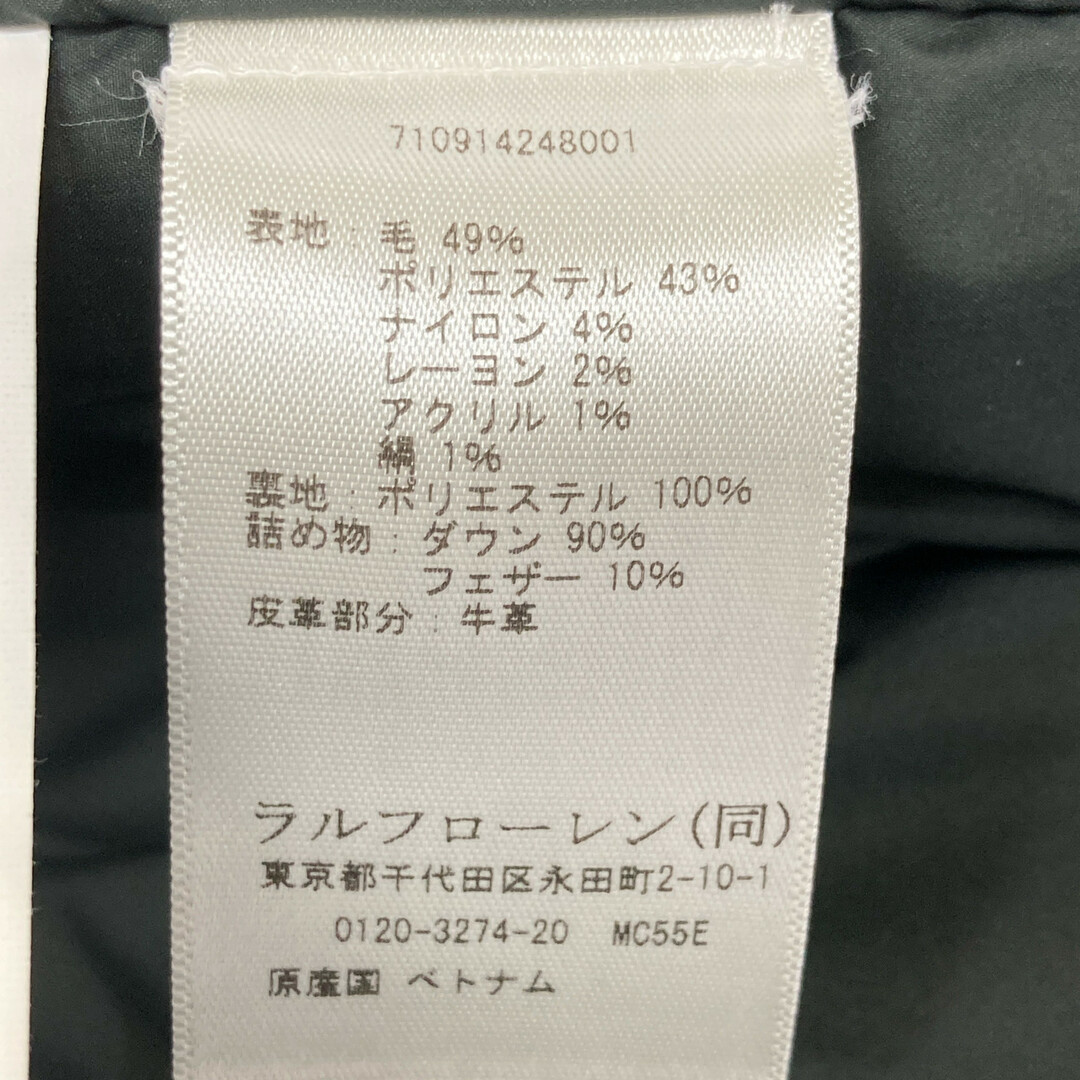 710914248001
表地：毛 49%
ポリエステル 43%
ナイロン 4%
レーヨン 2%
アクリル 1%
絹 1%
裏地：ポリエステル 100%
詰め物：ダウン 90%
フェザー 10%
皮革部分：牛革
ラルフローレン(同)
東京都千代田区永田町2-10-1
0120-3274-20 MC55E
原産国 ベトナム